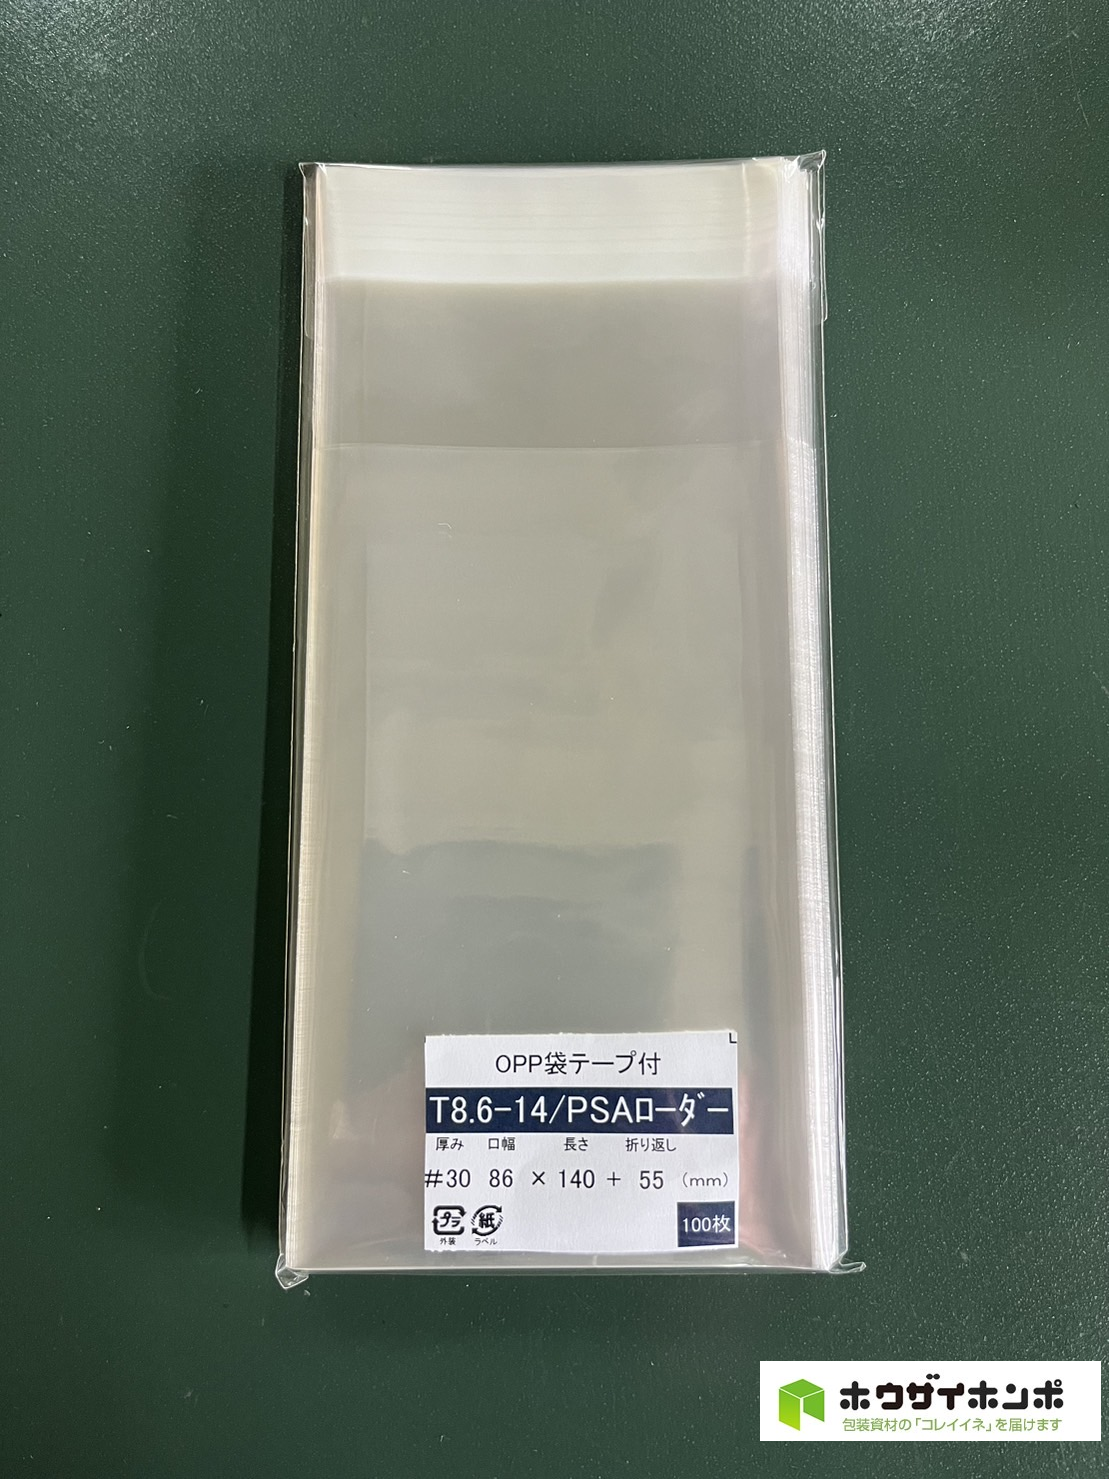 OPP袋テープ付
T8.6-14/PSAﾛｰﾀﾞｰ
厚み 口幅 長さ 折り返し
#30 86 × 140 + 55 (mm)
プラ 紙
外装 ラベル
100枚
ホウザイホンポ
包装資材の「コレイイネ」を届けます